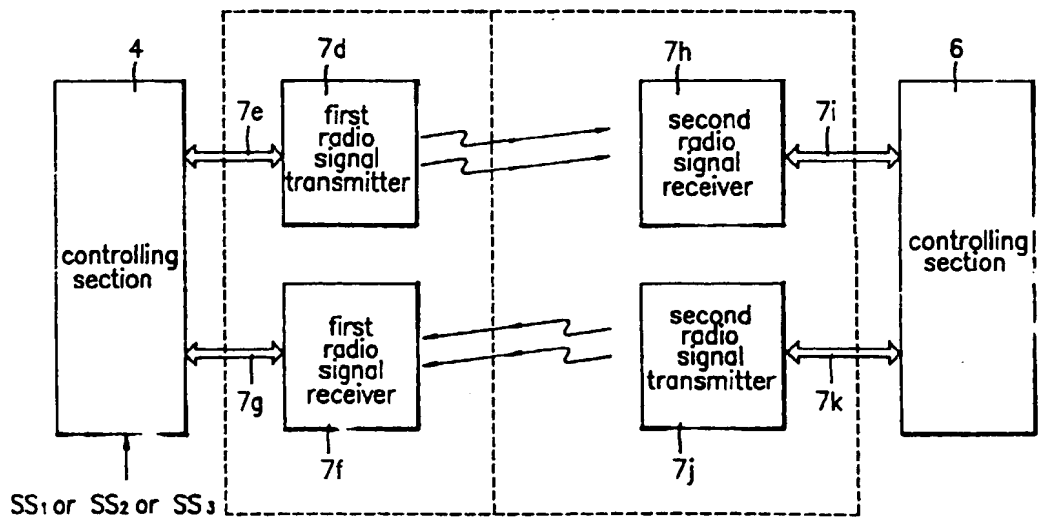 4
7d
7h
6
7e
first
radio
signal
transmitter
second
radio
signal
receiver
7i
controlling
section
controlling
section
first
radio
signal
receiver
second
radio
signal
transmitter
7g
7k
7f
7j
SS₁ or SS₂ or SS₃